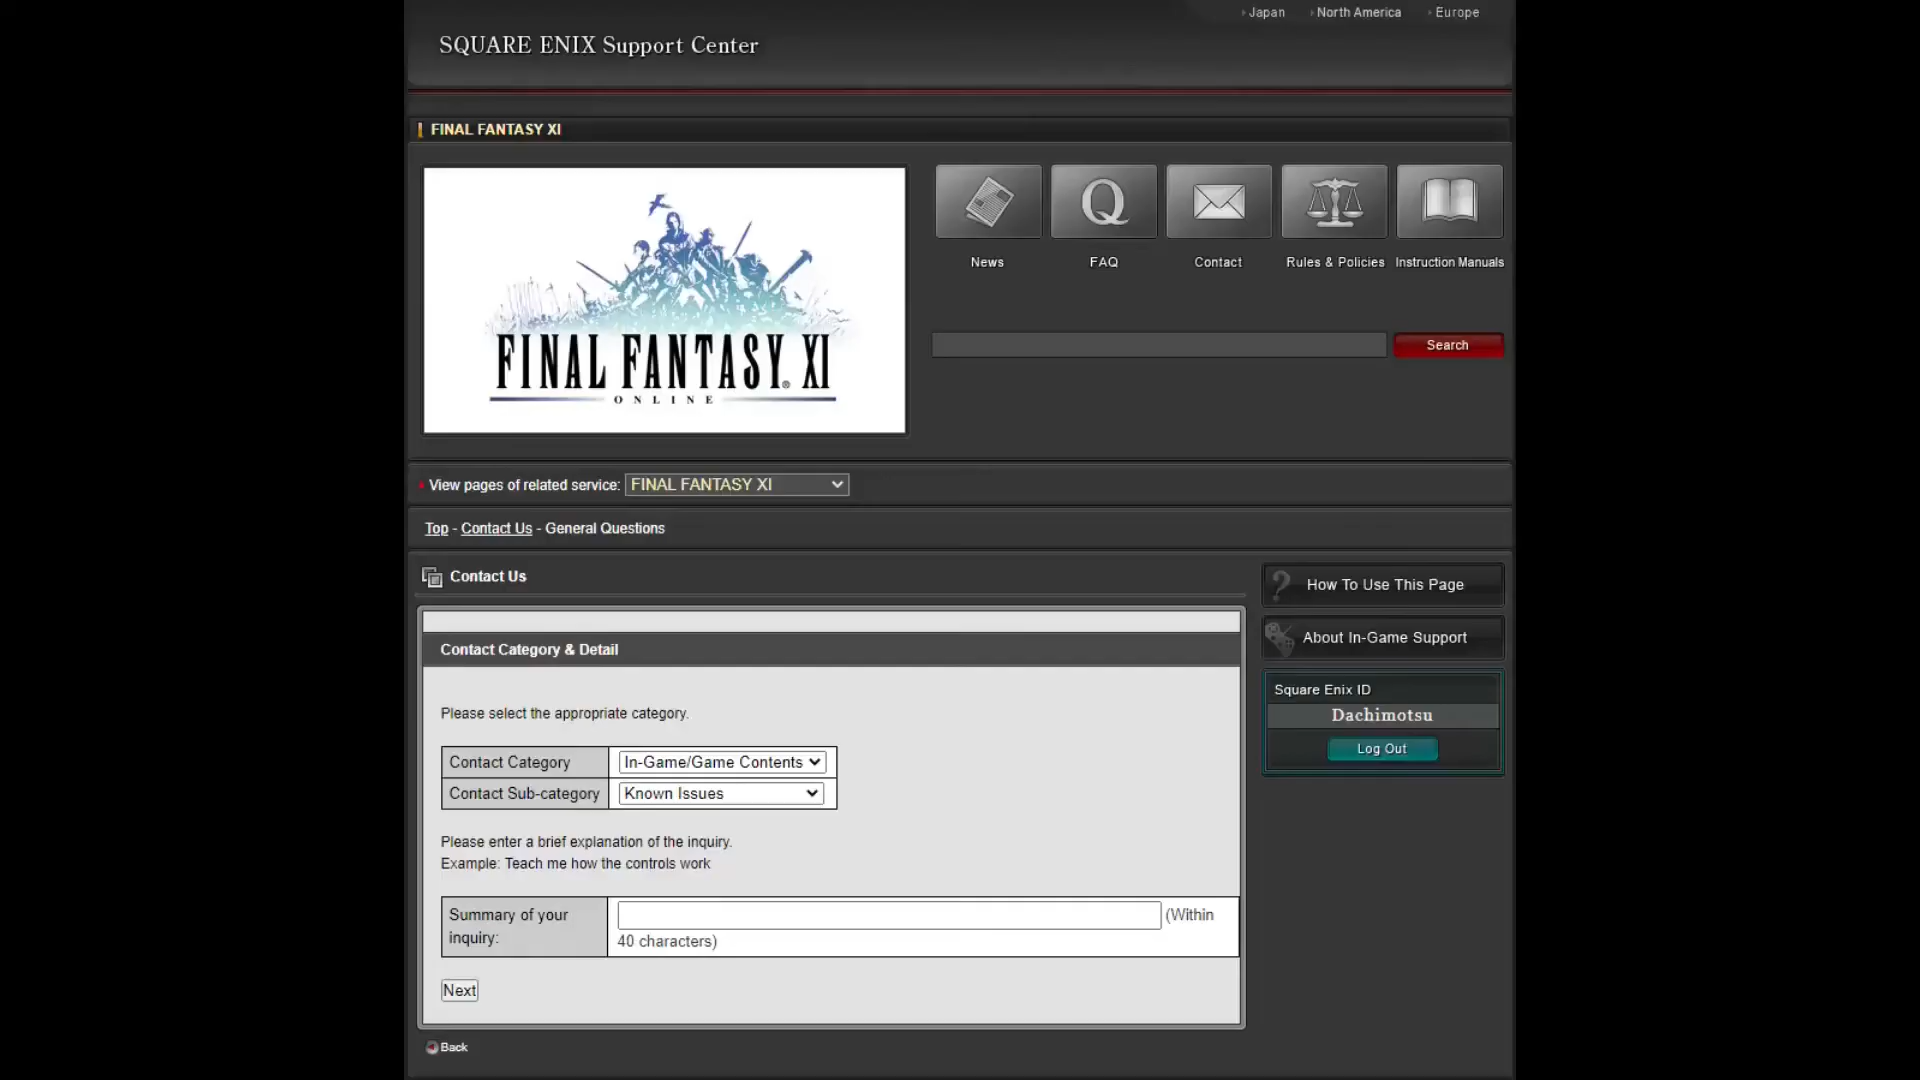 Japan North America Europe
SQUARE ENIX Support Center
FINAL FANTASY XI
FINAL FANTASY® XI
ONLINE
News FAQ Contact Rules & Policies Instruction Manuals
Search
View pages of related service: FINAL FANTASY XI
Top - Contact Us - General Questions
Contact Us
How To Use This Page
About In-Game Support
Square Enix ID
Dachimotsu
Log Out
Contact Category & Detail
Please select the appropriate category.
Contact Category In-Game/Game Contents
Contact Sub-category Known Issues
Please enter a brief explanation of the inquiry.
Example: Teach me how the controls work
Summary of your inquiry: (Within
40 characters)
Next
Back